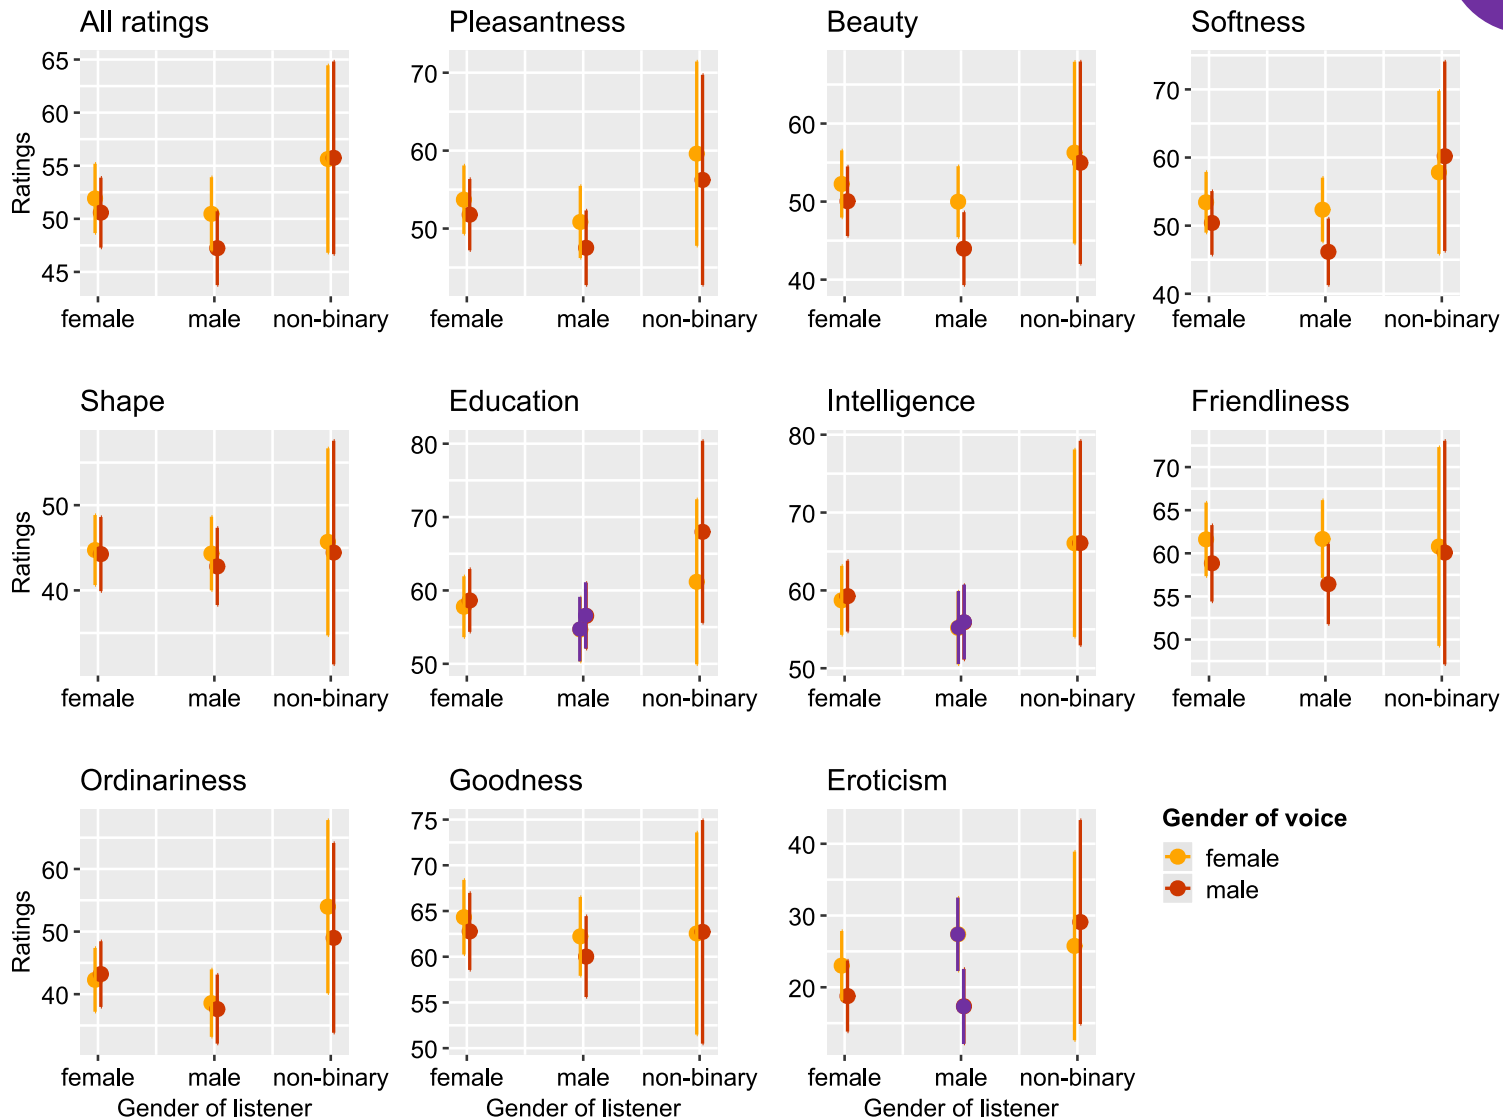 All ratings
Pleasantness
Beauty
Softness
Ratings
65
60
55
50
45
female male non-binary
70
60
50
female male non-binary
60
50
40
female male non-binary
70
60
50
40
female male non-binary
Shape
Education
Intelligence
Friendliness
Ratings
50
40
female male non-binary
80
70
60
50
female male non-binary
80
70
60
50
female male non-binary
70
65
60
55
50
female male non-binary
Ordinariness
Goodness
Eroticism
Ratings
60
50
40
female male non-binary
Gender of listener
75
70
65
60
55
50
female male non-binary
Gender of listener
40
30
20
female male non-binary
Gender of listener
Gender of voice
female
male